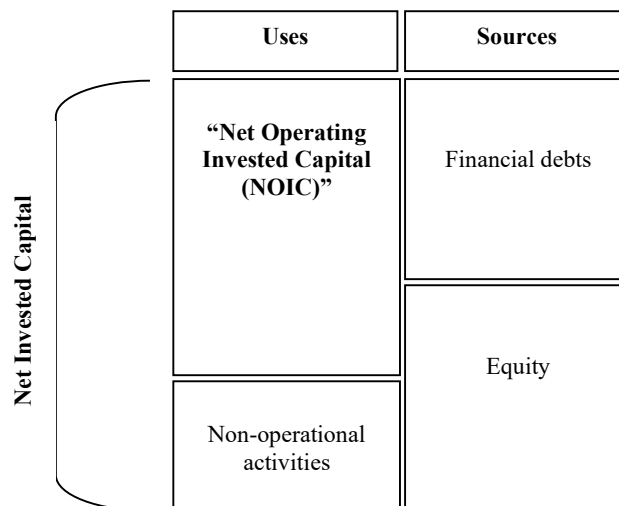 Uses
Sources
“Net Operating
Invested Capital
(NOIC)”
Financial debts
Net Invested Capital
Equity
Non-operational
activities